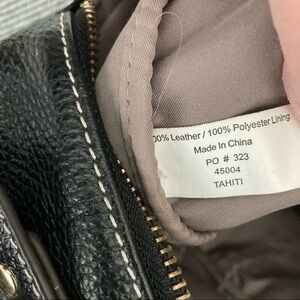 00% Leather / 100% Polyester Lining
Made In China
PO # 323
45004
TAHITI